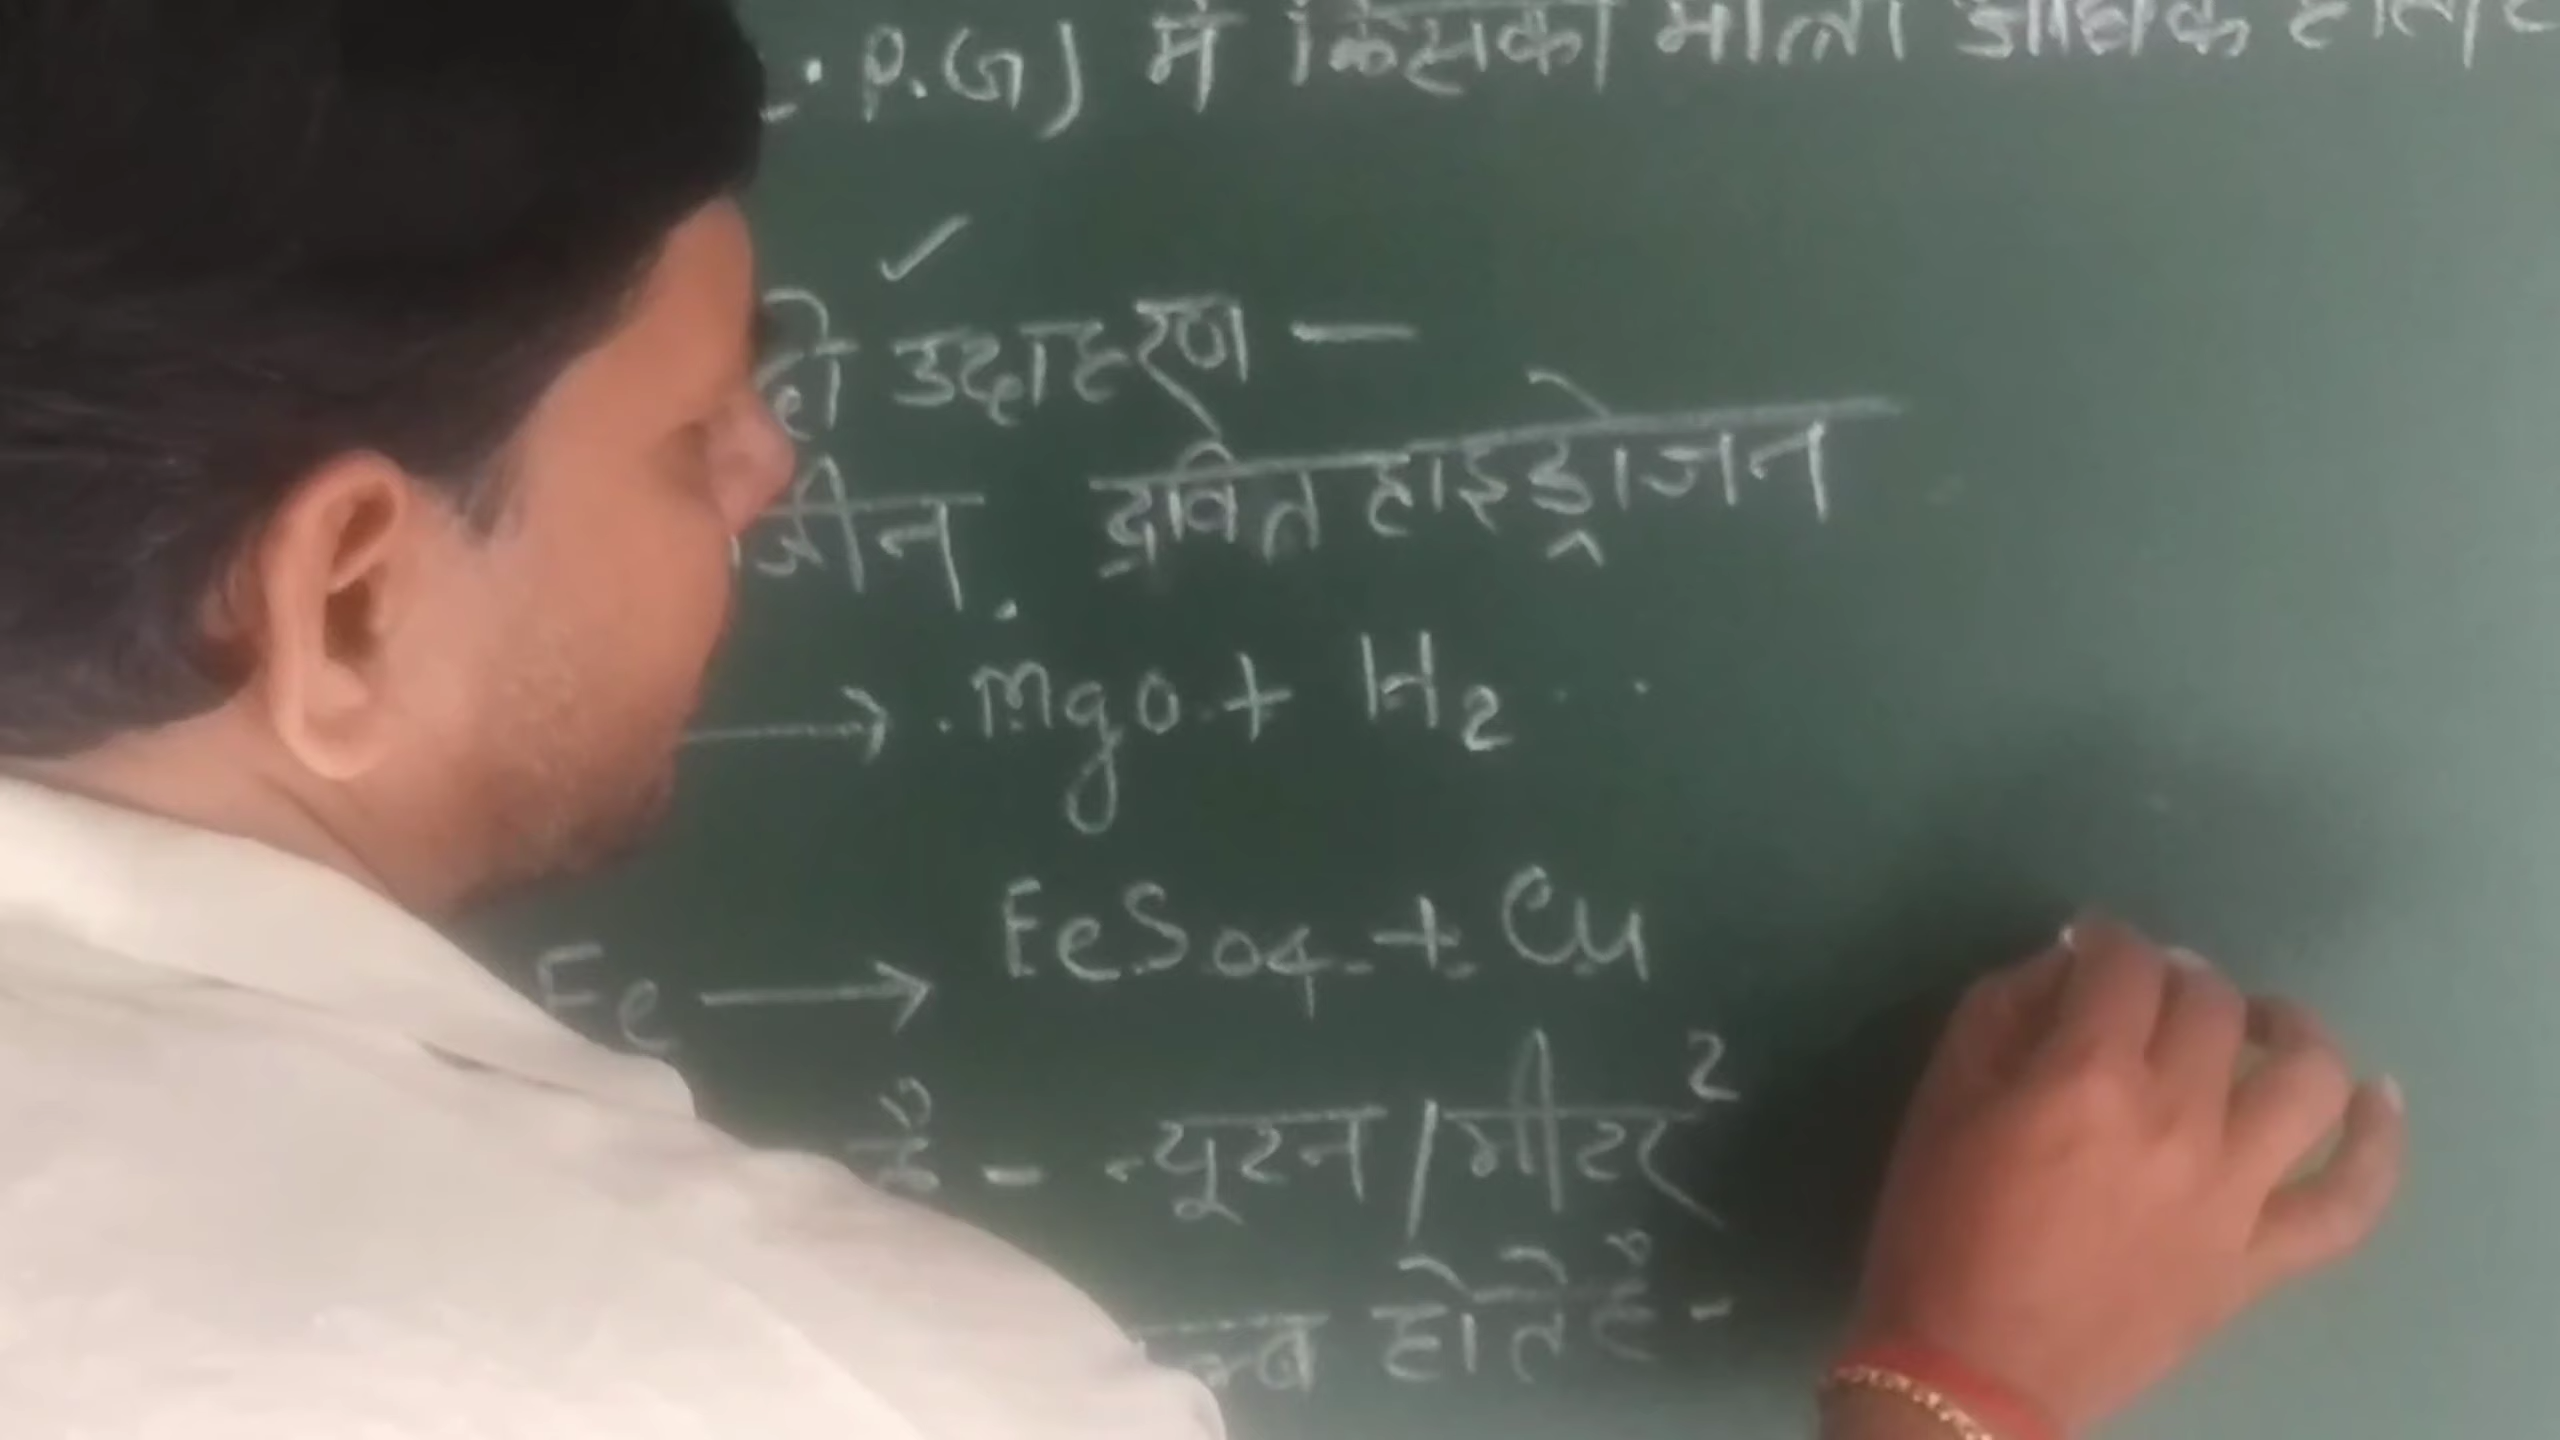 .P.G) में किसकी मात्रा अधिक होती है
दो उदाहरण —
द्रवित हाइड्रोजन
→ MgO + H2
Fe → FeSO4 + Cu
है - न्यूटन/मीटर²
होते हैं -